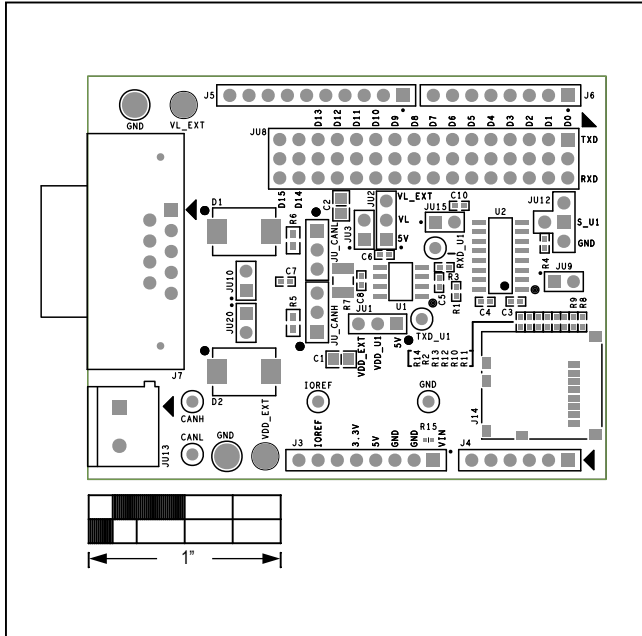 J5
J6
GND
VL_EXT
D13
D12
D11
D10
D9
D8
D7
D6
D5
D4
D3
D2
D1
D0
JU8
TXD
RXD
D15
D14
D1
C2
JU2
VL_EXT
VL
5V
C10
JU15
JU12
S_U1
GND
U2
R6
JU_CANL
JU3
C6
RXD_U1
R4
JU9
JU10
C7
C8
R3
C5
R1
U1
C4
C3
R9
R8
JU20
R5
JU_CANH
R7
JU1
TXD_U1
VDD_EXT
VDD_U1
5V
C1
R14
R2
R13
R12
R10
R11
J7
D2
J14
CANH
IOREF
GND
JU13
CANL
GND
VDD_EXT
J3
IOREF
3.3V
5V
GND
GND
R15
VIN
J4
1”